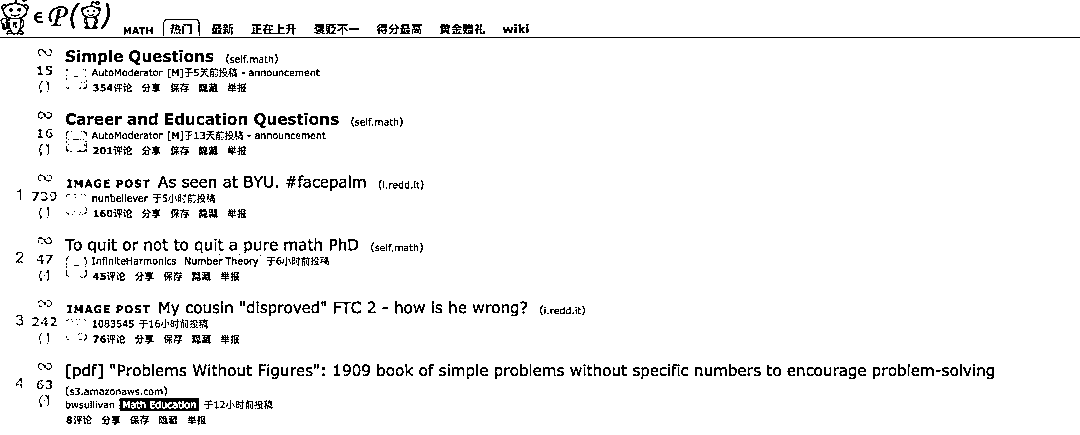 ∈ P( ) MATH 热门 最新 正在上升 褒贬不一 得分最高 黄金赠礼 wiki
Simple Questions (self.math)
15 AutoModerator [M]于5天前投稿 - announcement
354评论 分享 保存 隐藏 举报
Career and Education Questions (self.math)
16 AutoModerator [M]于13天前投稿 - announcement
201评论 分享 保存 隐藏 举报
IMAGE POST As seen at BYU. #facepalm (i.redd.it)
1 739 nunbeliever 于5小时前投稿
160评论 分享 保存 隐藏 举报
To quit or not to quit a pure math PhD (self.math)
2 47 InfiniteHarmonics Number Theory 于6小时前投稿
45评论 分享 保存 隐藏 举报
IMAGE POST My cousin "disproved" FTC 2 - how is he wrong? (i.redd.it)
3 242 1083545 于16小时前投稿
76评论 分享 保存 隐藏 举报
[pdf] "Problems Without Figures": 1909 book of simple problems without specific numbers to encourage problem-solving
4 63 (s3.amazonaws.com)
bwsullivan Math Education 于12小时前投稿
8评论 分享 保存 隐藏 举报